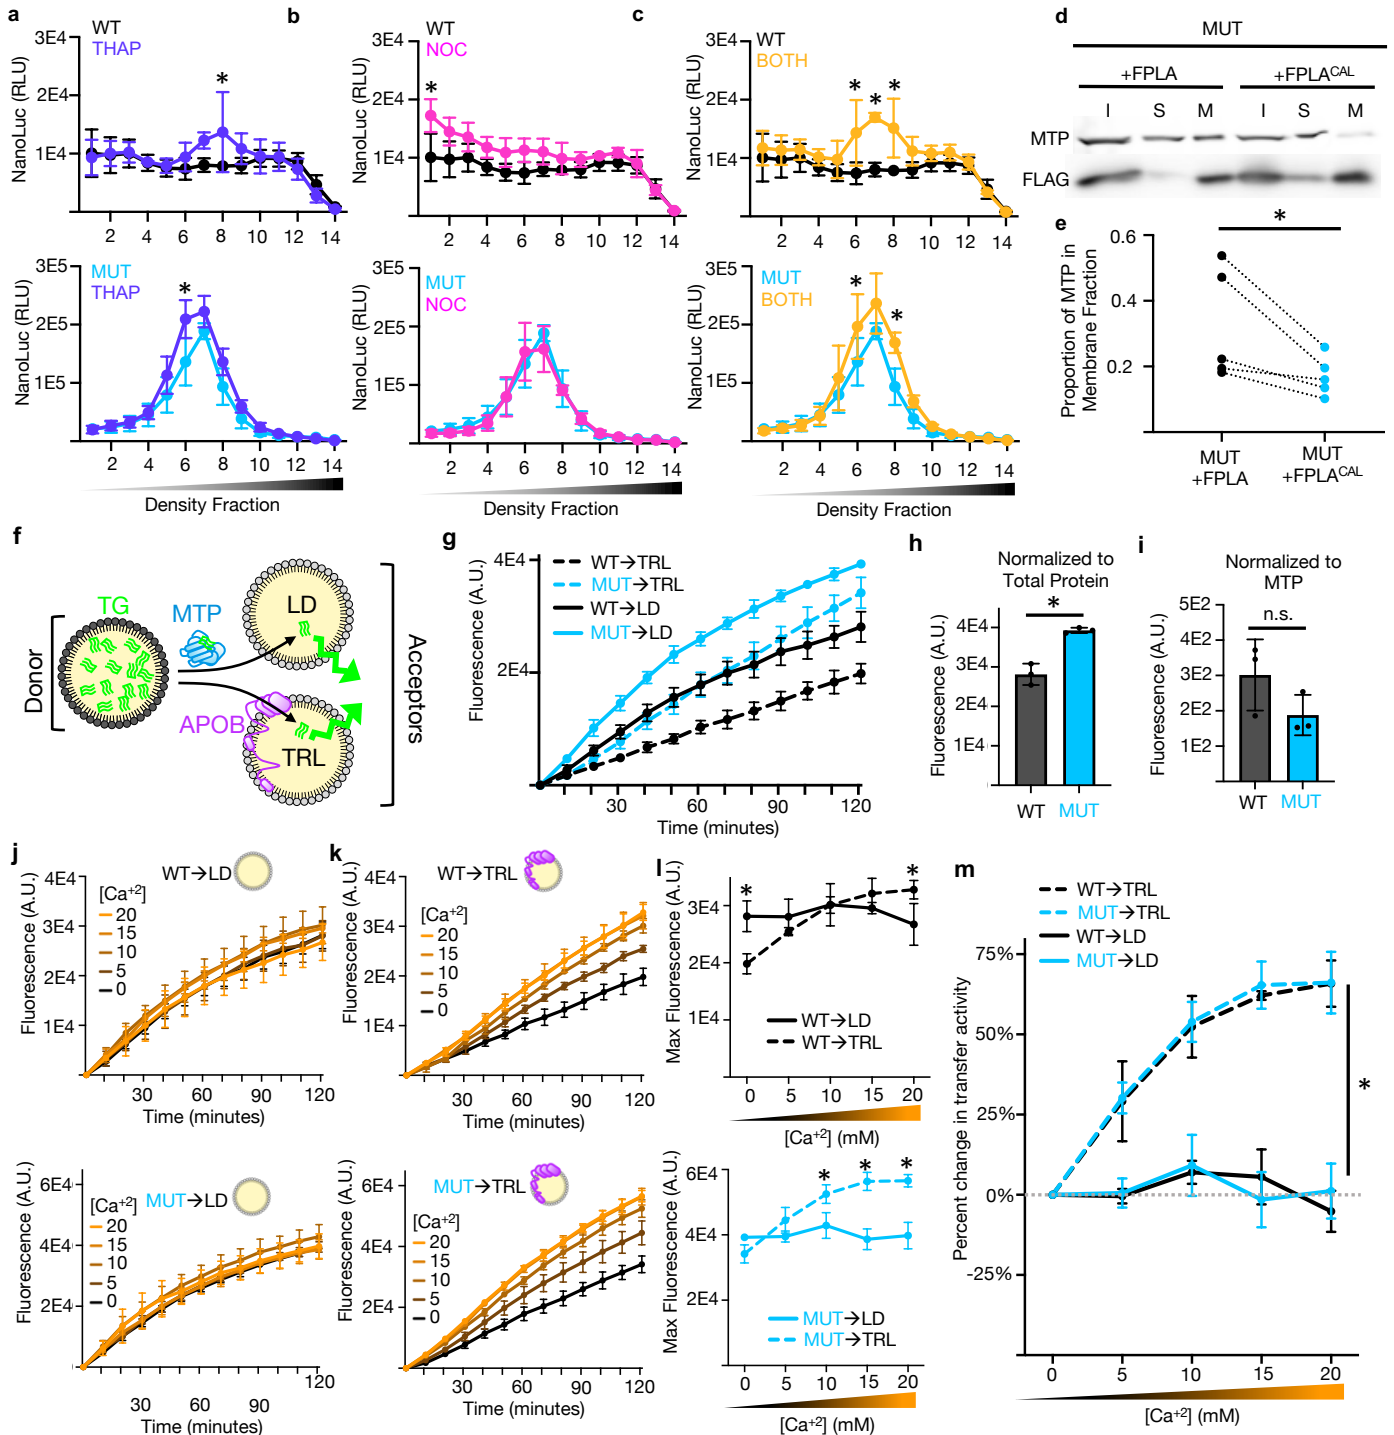 a
WT
THAP
3E4
2E4
1E4
NanoLuc (RLU)
*
2 4 6 8 10 12 14
MUT
THAP
3E5
2E5
1E5
NanoLuc (RLU)
*
2 4 6 8 10 12 14
Density Fraction
b
WT
NOC
3E4
2E4
1E4
NanoLuc (RLU)
*
2 4 6 8 10 12 14
MUT
NOC
3E5
2E5
1E5
NanoLuc (RLU)
2 4 6 8 10 12 14
Density Fraction
c
WT
BOTH
3E4
2E4
1E4
NanoLuc (RLU)
* * *
2 4 6 8 10 12 14
MUT
BOTH
3E5
2E5
1E5
NanoLuc (RLU)
* *
2 4 6 8 10 12 14
Density Fraction
d
MUT
+FPLA +FPLACAL
I S M I S M
MTP
FLAG
e
*
0.6
0.4
0.2
Proportion of MTP in
Membrane Fraction
MUT
+FPLA
MUT
+FPLACAL
f
Donor
TG
MTP
LD
APOB
TRL
Acceptors
g
WT→TRL
MUT→TRL
WT→LD
MUT→LD
4E4
2E4
Fluorescence (A.U.)
30 60 90 120
Time (minutes)
h
Normalized to
Total Protein
*
4E4
3E4
2E4
1E4
Fluorescence (A.U.)
WT MUT
i
Normalized to
MTP
n.s.
5E2
4E2
3E2
2E2
1E2
Fluorescence (A.U.)
WT MUT
j
WT→LD
4E4
3E4
2E4
1E4
Fluorescence (A.U.)
[Ca+2]
20
15
10
5
0
30 60 90 120
Time (minutes)
MUT→LD
6E4
4E4
2E4
Fluorescence (A.U.)
[Ca+2]
20
15
10
5
0
30 60 90 120
Time (minutes)
k
WT→TRL
4E4
3E4
2E4
1E4
Fluorescence (A.U.)
[Ca+2]
20
15
10
5
0
30 60 90 120
Time (minutes)
MUT→TRL
6E4
4E4
2E4
Fluorescence (A.U.)
[Ca+2]
20
15
10
5
0
30 60 90 120
Time (minutes)
l
* *
3E4
2E4
1E4
Max Fluorescence (A.U.)
WT→LD
WT→TRL
0 5 10 15 20
[Ca+2] (mM)
* * *
6E4
4E4
2E4
Max Fluorescence (A.U.)
MUT→LD
MUT→TRL
0 5 10 15 20
[Ca+2] (mM)
m
WT→TRL
MUT→TRL
WT→LD
MUT→LD
75%
50%
25%
0%
-25%
Percent change in transfer activity
*
0 5 10 15 20
[Ca+2] (mM)